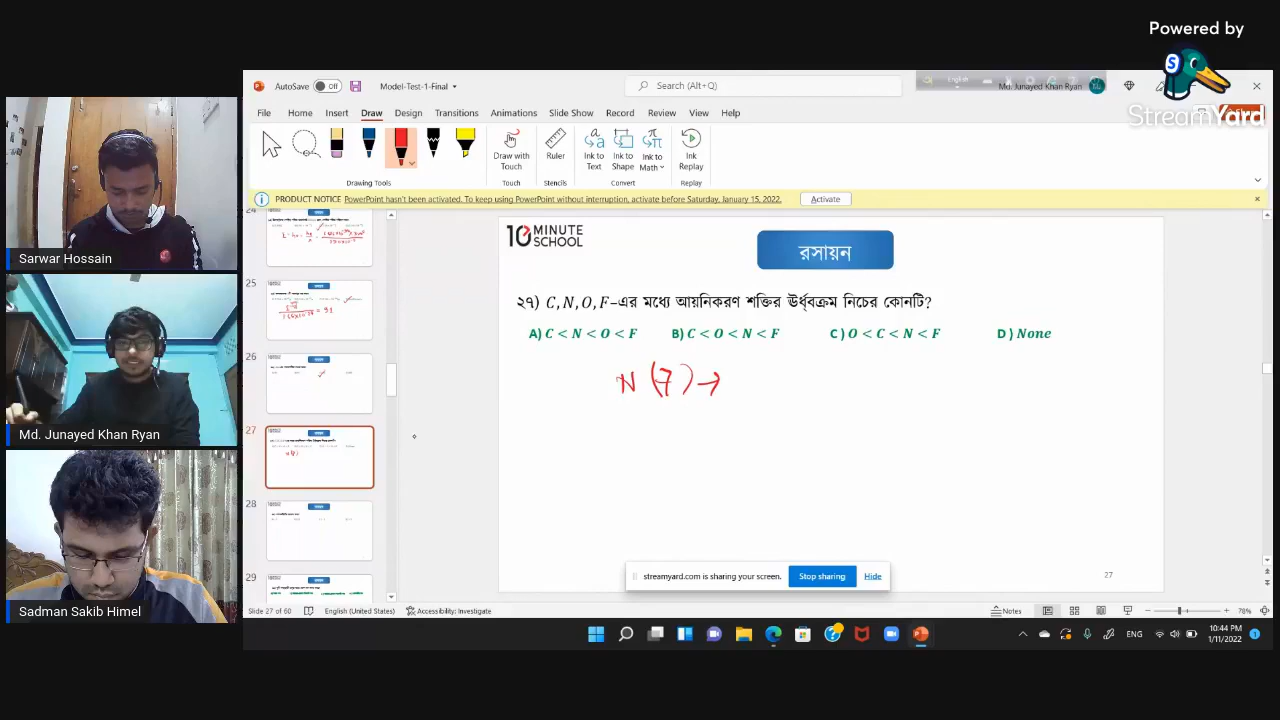 Powered by
StreamYard
AutoSave Off Model-Test-1-Final
Search (Alt+Q)
English
Md. Junayed Khan Ryan
File Home Insert Draw Design Transitions Animations Slide Show Record Review View Help
Draw with Touch
Ruler
Ink to Text
Ink to Shape
Ink to Math
Ink Replay
Drawing Tools Touch Stencils Convert Replay
PRODUCT NOTICE PowerPoint hasn't been activated. To keep using PowerPoint without interruption, activate before Saturday, January 15, 2022. Activate
24
25
26
27
28
29
10 MINUTE SCHOOL
রসায়ন
২৭) C, N, O, F-এর মধ্যে আয়নিকরণ শক্তির ঊর্ধ্বক্রম নিচের কোনটি?
A) C < N < O < F B) C < O < N < F C) O < C < N < F D) None
N (7) →
27
Sarwar Hossain
Md. Junayed Khan Ryan
Sadman Sakib Himel
streamyard.com is sharing your screen. Stop sharing Hide
Slide 27 of 60 English (United States) Accessibility: Investigate Notes 78%
ENG 10:44 PM
1/11/2022